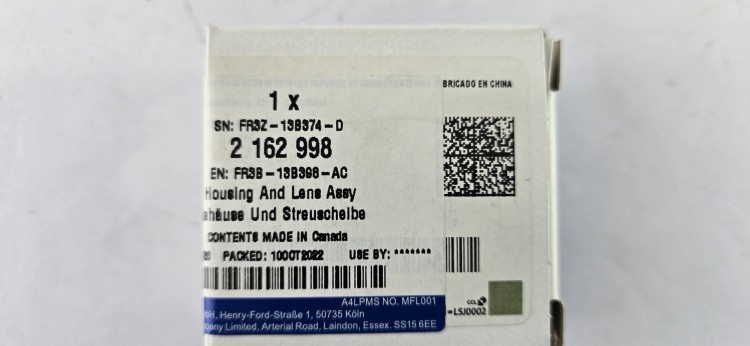 BRICADO EN CHINA
1 x
SN: FR3Z-13B374-D
2 162 998
EN: FR3B-13B398-AC
Housing And Lens Assy
ehäuse Und Streuscheibe
CONTENTS MADE IN Canada
PACKED: 10OCT2022 USE BY: *******
A4LPMS NO. MFL001
bH, Henry-Ford-Straße 1, 50735 Köln
pany Limited, Arterial Road, Laindon, Essex. SS15 6EE
CCL
-LSJ0002